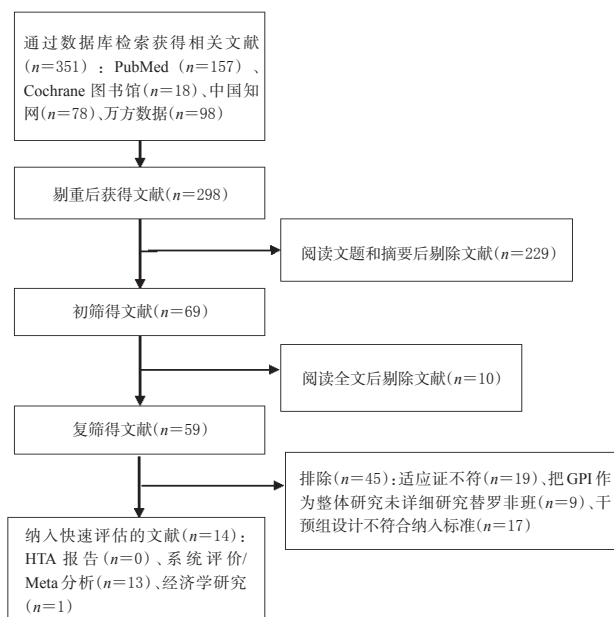 通过数据库检索获得相关文献
(n=351)：PubMed（n=157）、
Cochrane 图书馆(n=18)、中国知
网(n=78)、万方数据(n=98)
剔重后获得文献(n=298)
阅读文题和摘要后剔除文献(n=229)
初筛得文献(n=69)
阅读全文后剔除文献(n=10)
复筛得文献(n=59)
排除(n=45)：适应证不符(n=19)、把GPI作
为整体研究未详细研究替罗非班(n=9)、干
预组设计不符合纳入标准(n=17)
纳入快速评估的文献(n=14)：
HTA 报告(n=0)、系统评价/
Meta分析(n=13)、经济学研究
(n=1)